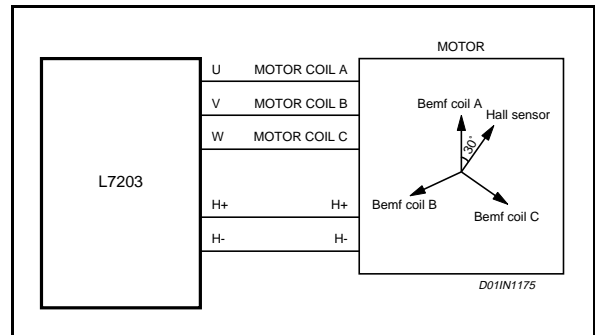 MOTOR
U MOTOR COIL A
V MOTOR COIL B
W MOTOR COIL C
L7203
H+ H+
H- H-
Bemf coil A
Hall sensor
30°
Bemf coil B
Bemf coil C
D01IN1175